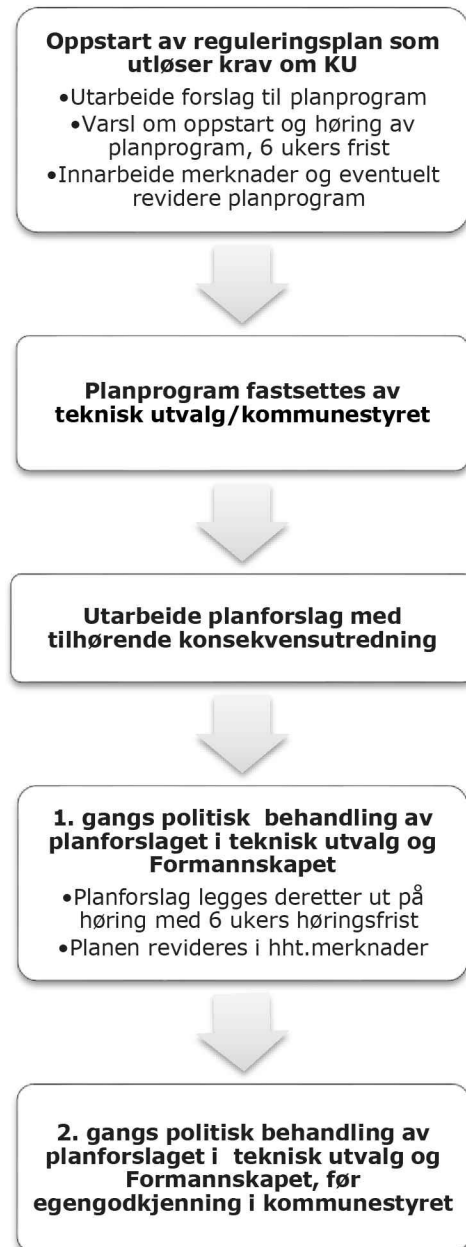 Oppstart av reguleringsplan som
utløser krav om KU
•Utarbeide forslag til planprogram
•Varsl om oppstart og høring av
planprogram, 6 ukers frist
•Innarbeide merknader og eventuelt
revidere planprogram
Planprogram fastsettes av
teknisk utvalg/kommunestyret
Utarbeide planforslag med
tilhørende konsekvensutredning
1. gangs politisk behandling av
planforslaget i teknisk utvalg og
Formannskapet
•Planforslag legges deretter ut på
høring med 6 ukers høringsfrist
•Planen revideres i hht.merknader
2. gangs politisk behandling av
planforslaget i teknisk utvalg og
Formannskapet, før
egengodkjenning i kommunestyret